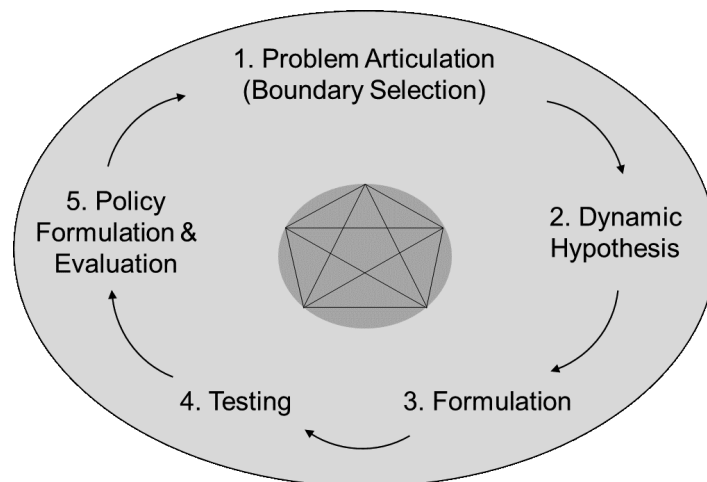 1. Problem Articulation
(Boundary Selection)
2. Dynamic
Hypothesis
3. Formulation
4. Testing
5. Policy
Formulation &
Evaluation